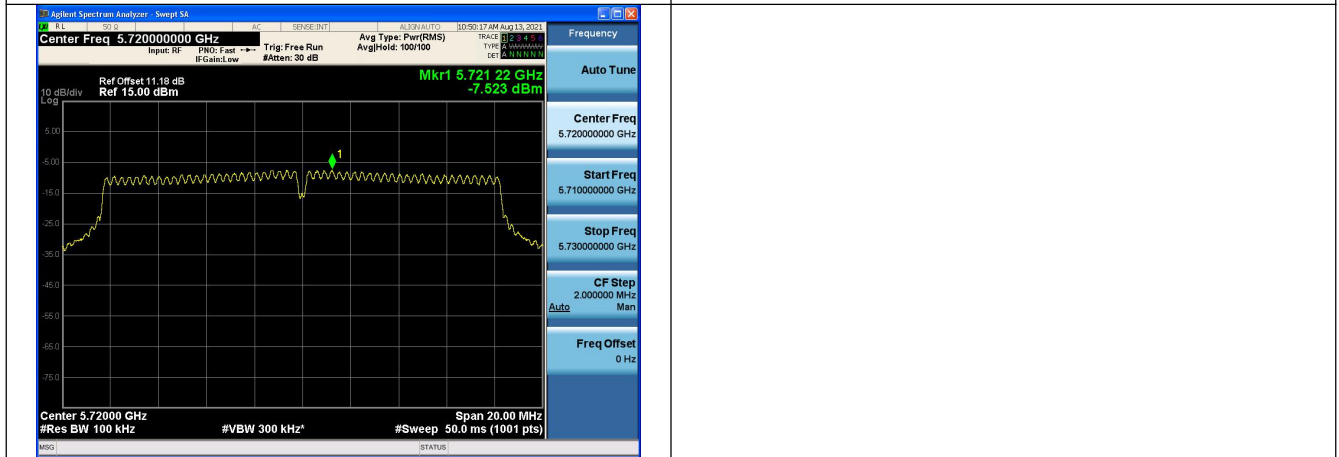 Agilent Spectrum Analyzer - Swept SA
RL 50 Ω AC SENSE:INT ALIGN AUTO 10:50:17 AM Aug 13, 2021
Center Freq 5.720000000 GHz
Input: RF PNO: Fast Trig: Free Run Avg Type: Pwr(RMS) TRACE 1 2 3 4 5 6
IFGain:Low #Atten: 30 dB Avg|Hold: 100/100 TYPE A WWWWW
DET A N N N N N
Frequency
Auto Tune
Mkr1 5.721 22 GHz
-7.523 dBm
Ref Offset 11.18 dB
10 dB/div Ref 15.00 dBm
Log
5.00
-5.00
-15.0
-25.0
-35.0
-45.0
-55.0
-65.0
-75.0
1
Center Freq
5.720000000 GHz
Start Freq
5.710000000 GHz
Stop Freq
5.730000000 GHz
CF Step
2.000000 MHz
Auto Man
Freq Offset
0 Hz
Center 5.72000 GHz Span 20.00 MHz
#Res BW 100 kHz #VBW 300 kHz* #Sweep 50.0 ms (1001 pts)
MSG STATUS